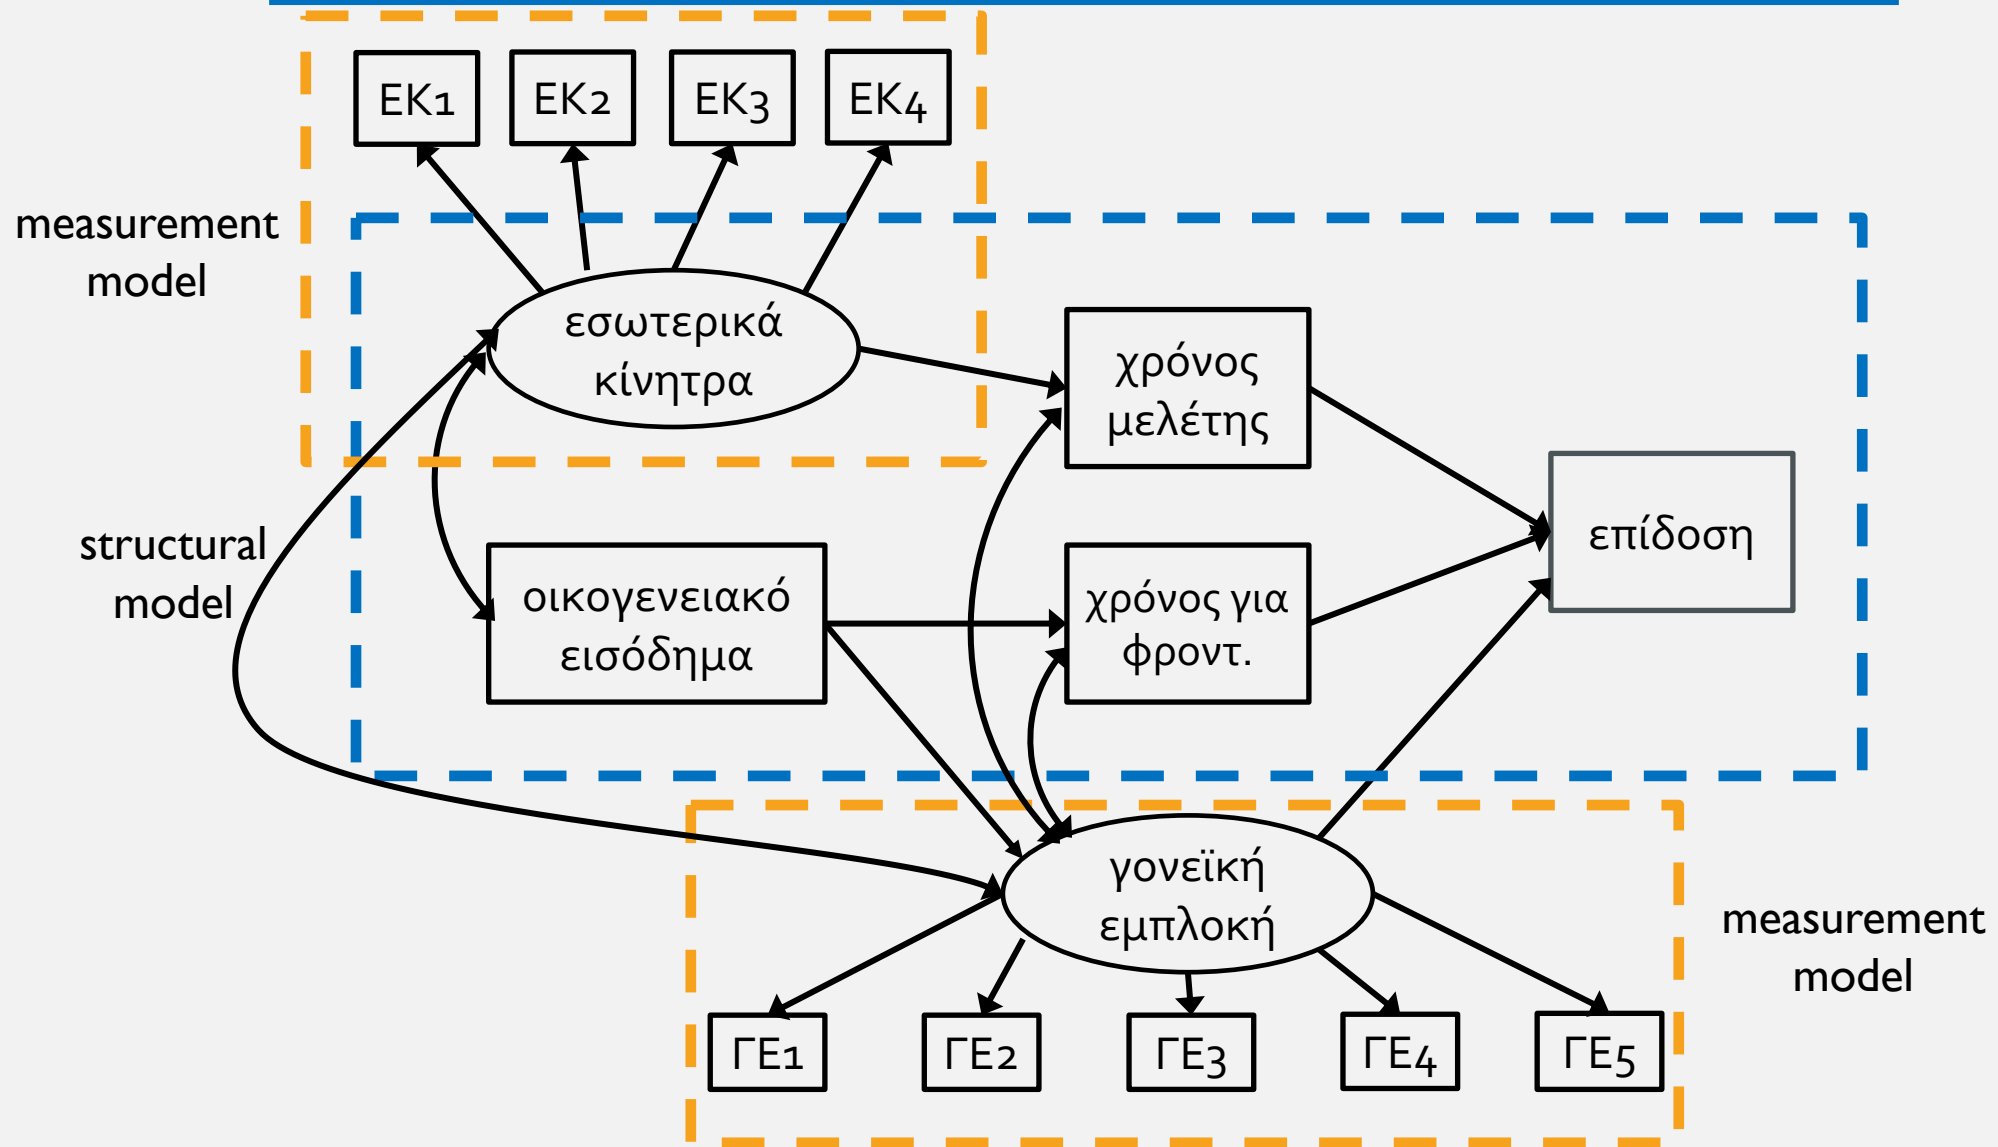 ΕΚ1 ΕΚ2 ΕΚ3 ΕΚ4
measurement
model
εσωτερικά
κίνητρα
χρόνος
μελέτης
structural
model
οικογενειακό
εισόδημα
χρόνος για
φροντ.
επίδοση
γονεϊκή
εμπλοκή
measurement
model
ΓΕ1 ΓΕ2 ΓΕ3 ΓΕ4 ΓΕ5